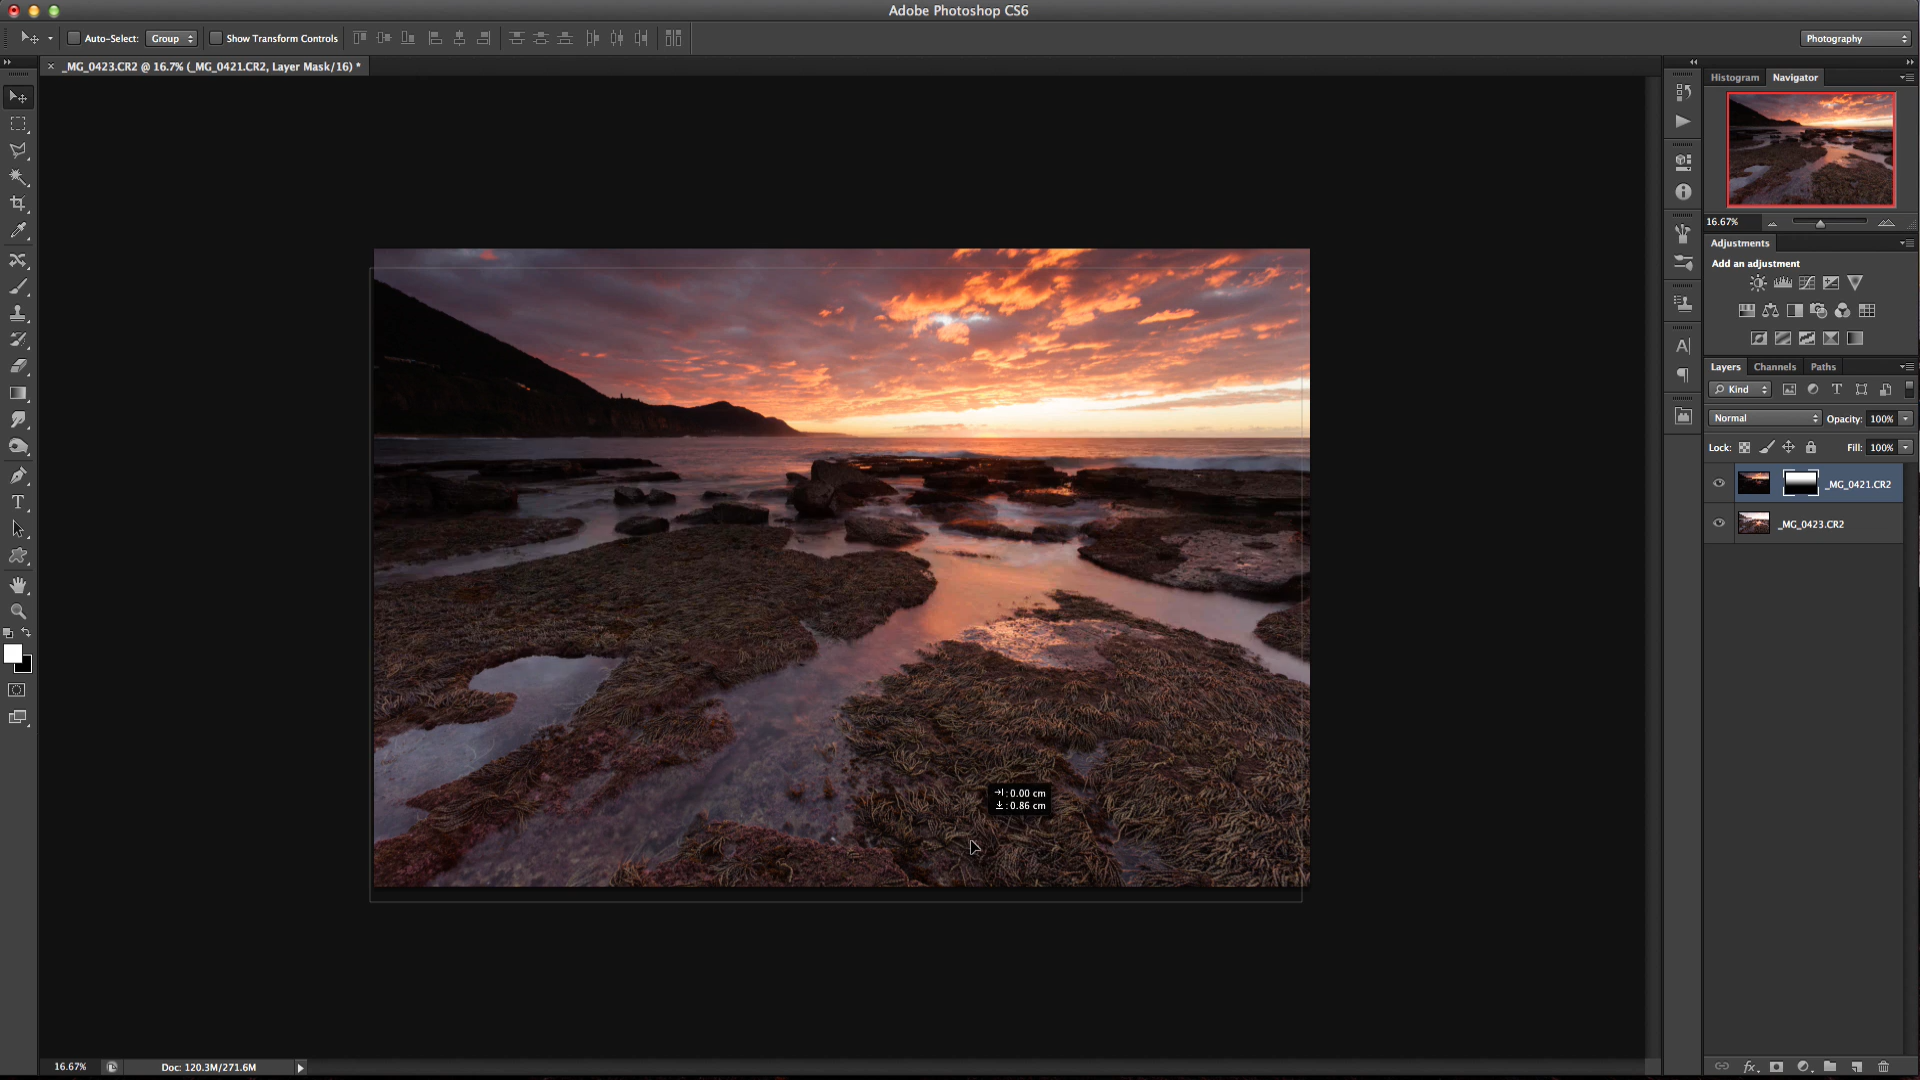 Adobe Photoshop CS6
Auto-Select: Group Show Transform Controls Photography
× _MG_0423.CR2 @ 16.7% (_MG_0421.CR2, Layer Mask/16) *
Histogram Navigator
16.67%
Adjustments
Add an adjustment
Layers Channels Paths
Kind
Normal Opacity: 100%
Lock: Fill: 100%
_MG_0421.CR2
_MG_0423.CR2
: 0.00 cm
: 0.86 cm
16.67% Doc: 120.3M/271.6M